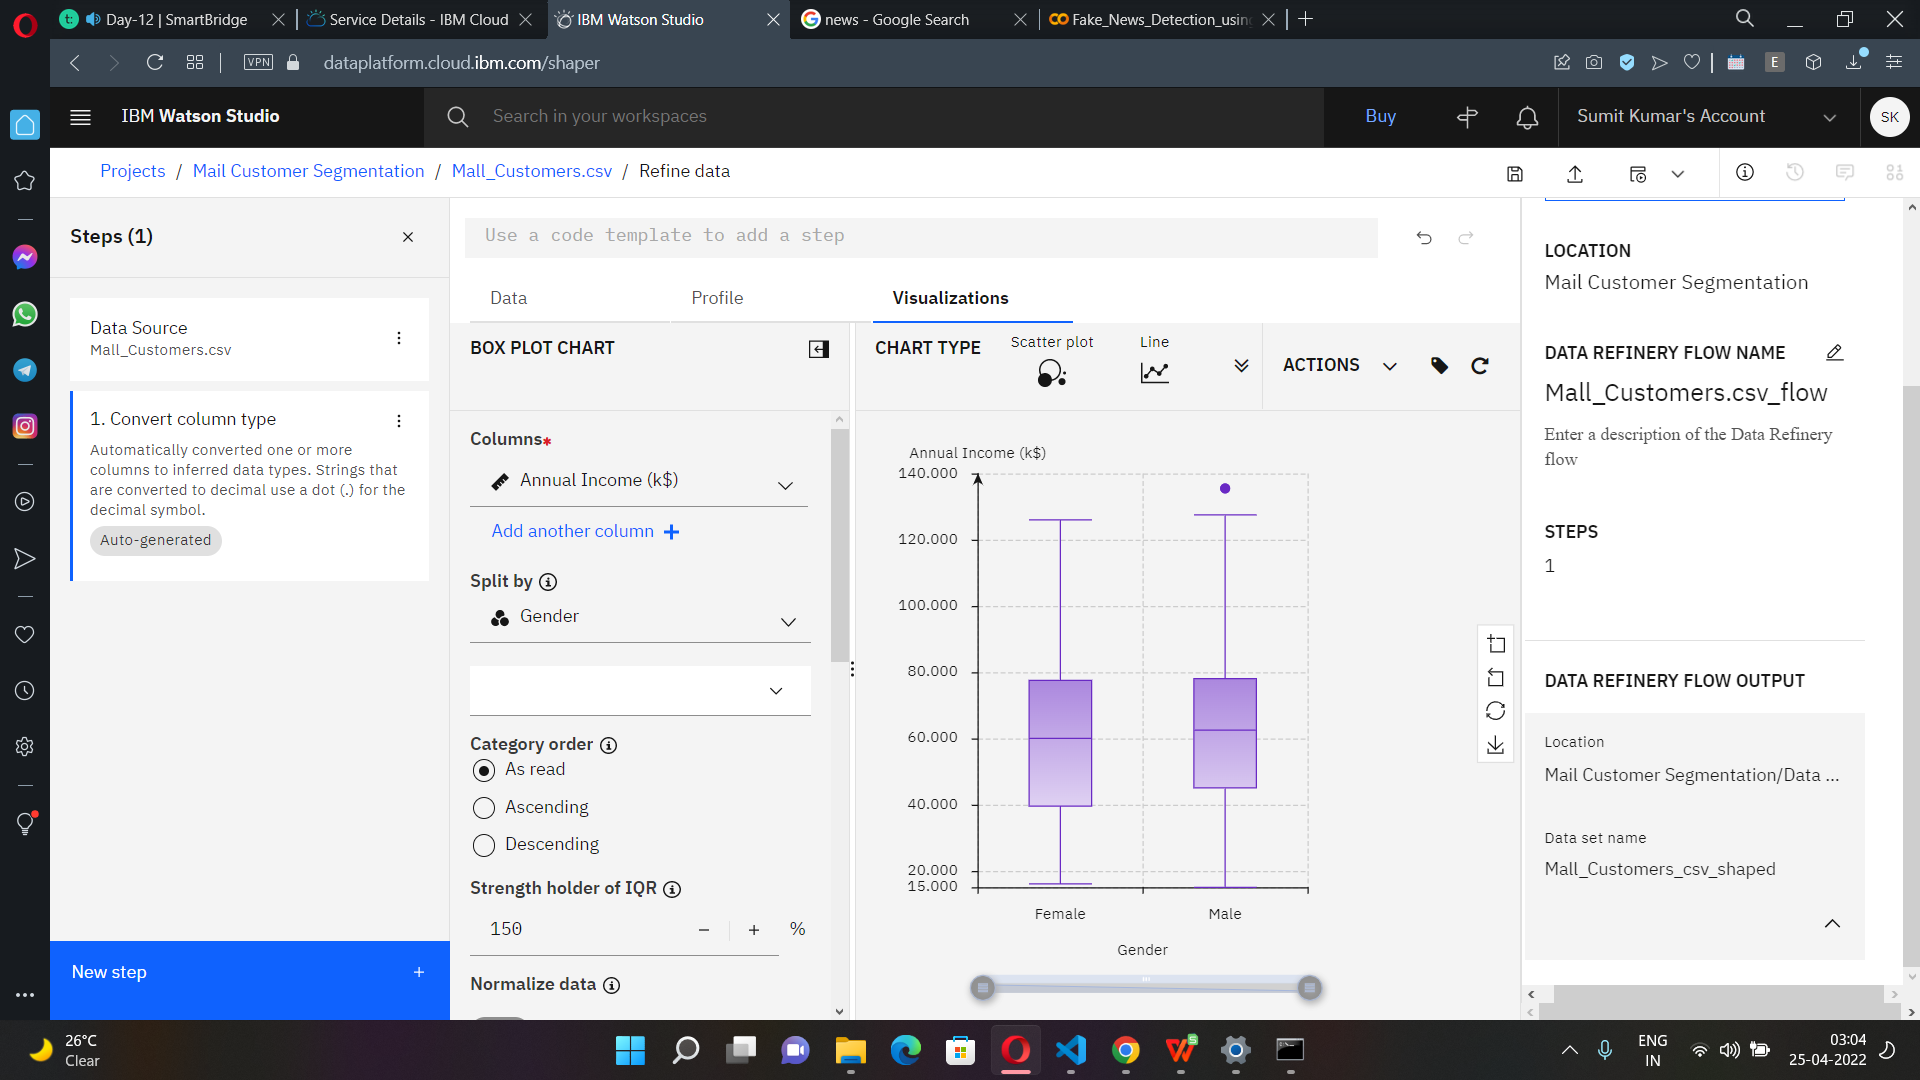 Day-12 | SmartBridge
Service Details - IBM Cloud
IBM Watson Studio
news - Google Search
Fake_News_Detection_usin
VPN
dataplatform.cloud.ibm.com/shaper
E
IBM Watson Studio
Search in your workspaces
Buy
Sumit Kumar's Account
SK
Projects / Mail Customer Segmentation / Mall_Customers.csv / Refine data
Steps (1)
Data Source
Mall_Customers.csv
1. Convert column type
Automatically converted one or more
columns to inferred data types. Strings that
are converted to decimal use a dot (.) for the
decimal symbol.
Auto-generated
New step
Use a code template to add a step
Data
Profile
Visualizations
BOX PLOT CHART
Columns*
Annual Income (k$)
Add another column
Split by
Gender
Category order
As read
Ascending
Descending
Strength holder of IQR
150
%
Normalize data
CHART TYPE
Scatter plot
Line
ACTIONS
Annual Income (k$)
140.000
120.000
100.000
80.000
60.000
40.000
20.000
15.000
Female
Male
Gender
LOCATION
Mail Customer Segmentation
DATA REFINERY FLOW NAME
Mall_Customers.csv_flow
Enter a description of the Data Refinery
flow
STEPS
1
DATA REFINERY FLOW OUTPUT
Location
Mail Customer Segmentation/Data ...
Data set name
Mall_Customers_csv_shaped
26°C
Clear
ENG
IN
03:04
25-04-2022